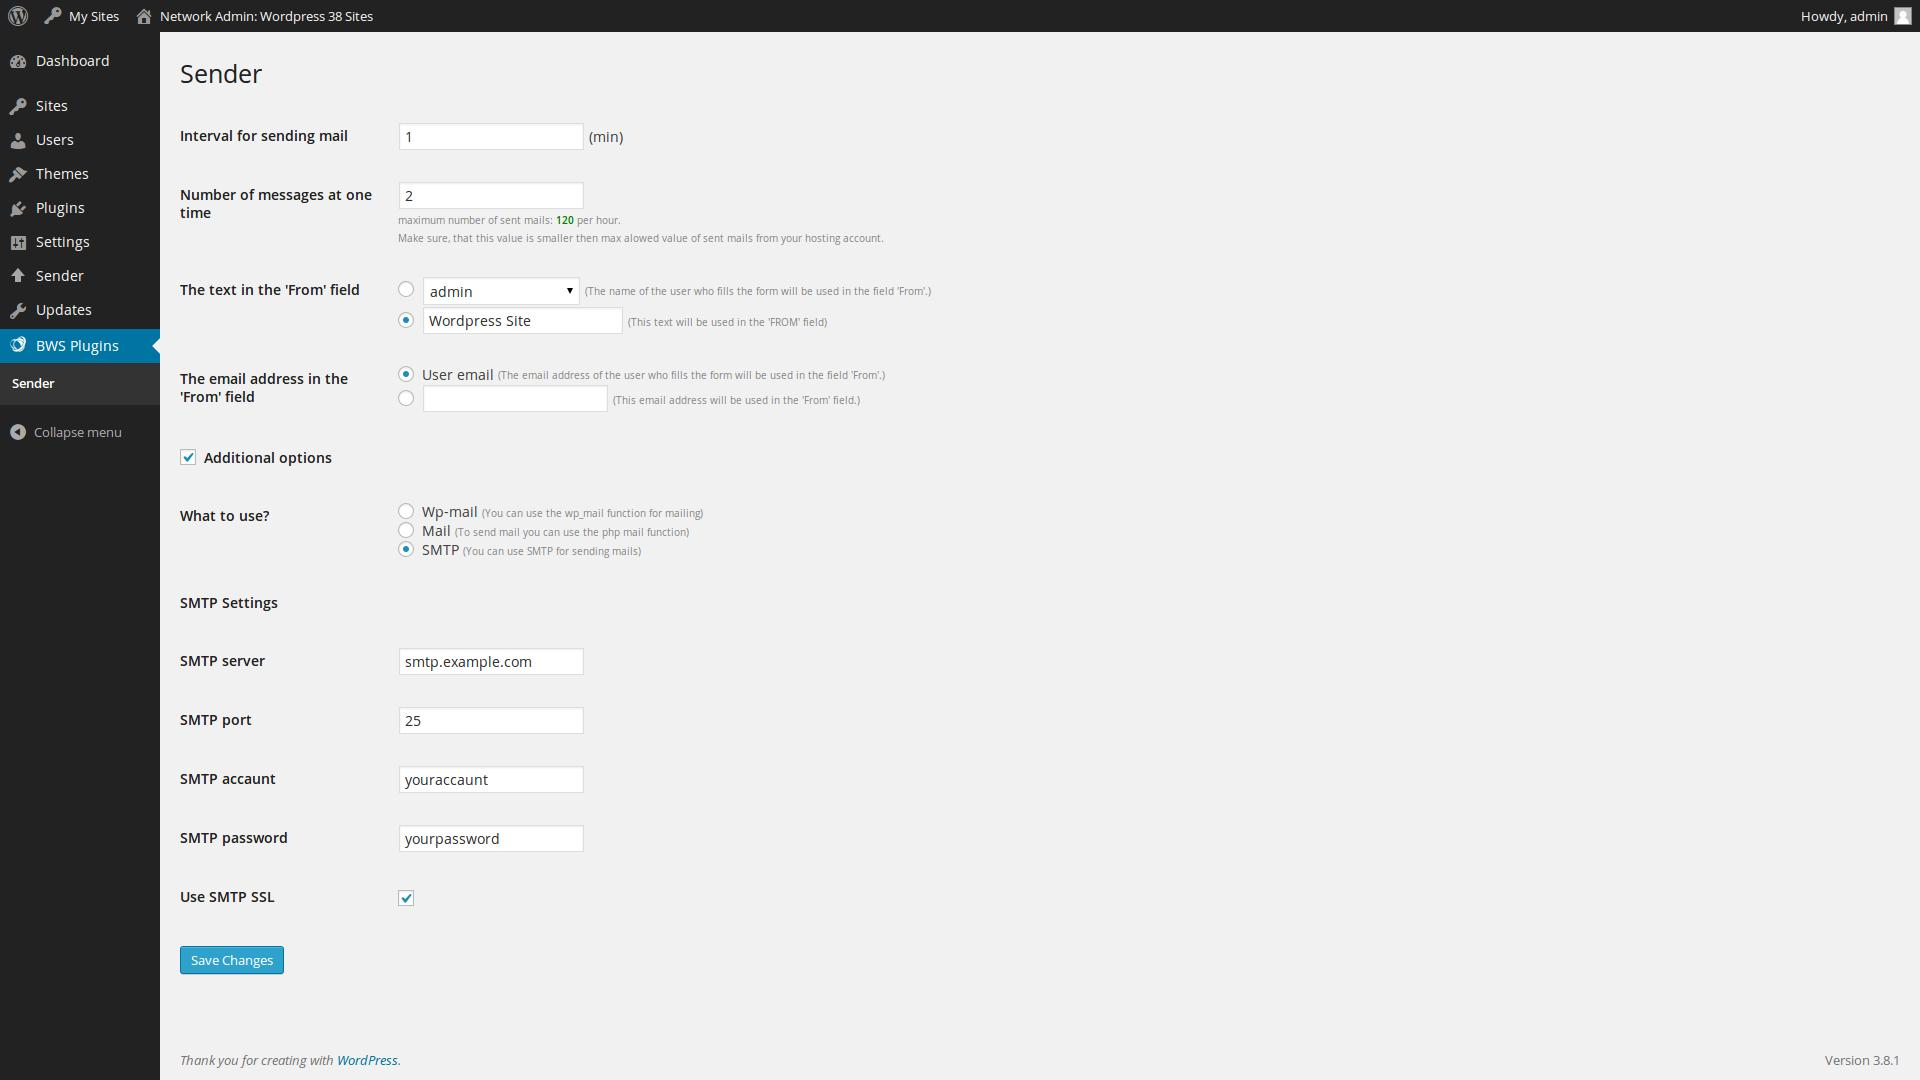 My Sites
Network Admin: Wordpress 38 Sites
Howdy, admin
Dashboard
Sites
Users
Themes
Plugins
Settings
Sender
Updates
BWS Plugins
Sender
Collapse menu
Sender
Interval for sending mail
1 (min)
Number of messages at one
time
2
maximum number of sent mails: 120 per hour.
Make sure, that this value is smaller then max alowed value of sent mails from your hosting account.
The text in the 'From' field
admin (The name of the user who fills the form will be used in the field 'From'.)
Wordpress Site (This text will be used in the 'FROM' field)
The email address in the
'From' field
User email (The email address of the user who fills the form will be used in the field 'From'.)
(This email address will be used in the 'From' field.)
Additional options
What to use?
Wp-mail (You can use the wp_mail function for mailing)
Mail (To send mail you can use the php mail function)
SMTP (You can use SMTP for sending mails)
SMTP Settings
SMTP server
smtp.example.com
SMTP port
25
SMTP accaunt
youraccaunt
SMTP password
yourpassword
Use SMTP SSL
Save Changes
Thank you for creating with WordPress.
Version 3.8.1